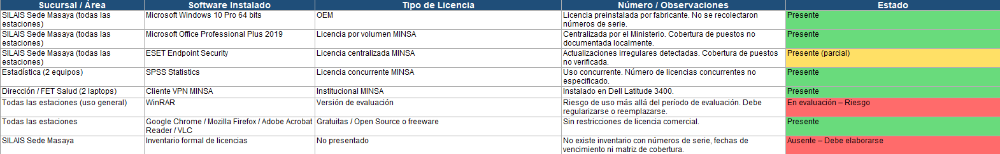 Sucursal / Área Software Instalado Tipo de Licencia Número / Observaciones Estado
SILAIS Sede Masaya (todas las estaciones) Microsoft Windows 10 Pro 64 bits OEM Licencia preinstalada por fabricante. No se recolectaron números de serie. Presente
SILAIS Sede Masaya (todas las estaciones) Microsoft Office Professional Plus 2019 Licencia por volumen MINSA Centralizada por el Ministerio. Cobertura de puestos no documentada localmente. Presente
SILAIS Sede Masaya (todas las estaciones) ESET Endpoint Security Licencia centralizada MINSA Actualizaciones irregulares detectadas. Cobertura de puestos no verificada. Presente (parcial)
Estadística (2 equipos) SPSS Statistics Licencia concurrente MINSA Uso concurrente. Número de licencias concurrentes no especificado. Presente
Dirección / FET Salud (2 laptops) Cliente VPN MINSA Institucional MINSA Instalado en Dell Latitude 3400. Presente
Todas las estaciones (uso general) WinRAR Versión de evaluación Riesgo de uso más allá del período de evaluación. Debe regularizarse o reemplazarse. En evaluación – Riesgo
Todas las estaciones Google Chrome / Mozilla Firefox / Adobe Acrobat Reader / VLC Gratuitas / Open Source o freeware Sin restricciones de licencia comercial. Presente
SILAIS Sede Masaya Inventario formal de licencias No presentado No existe inventario con números de serie, fechas de vencimiento ni matriz de cobertura. Ausente – Debe elaborarse